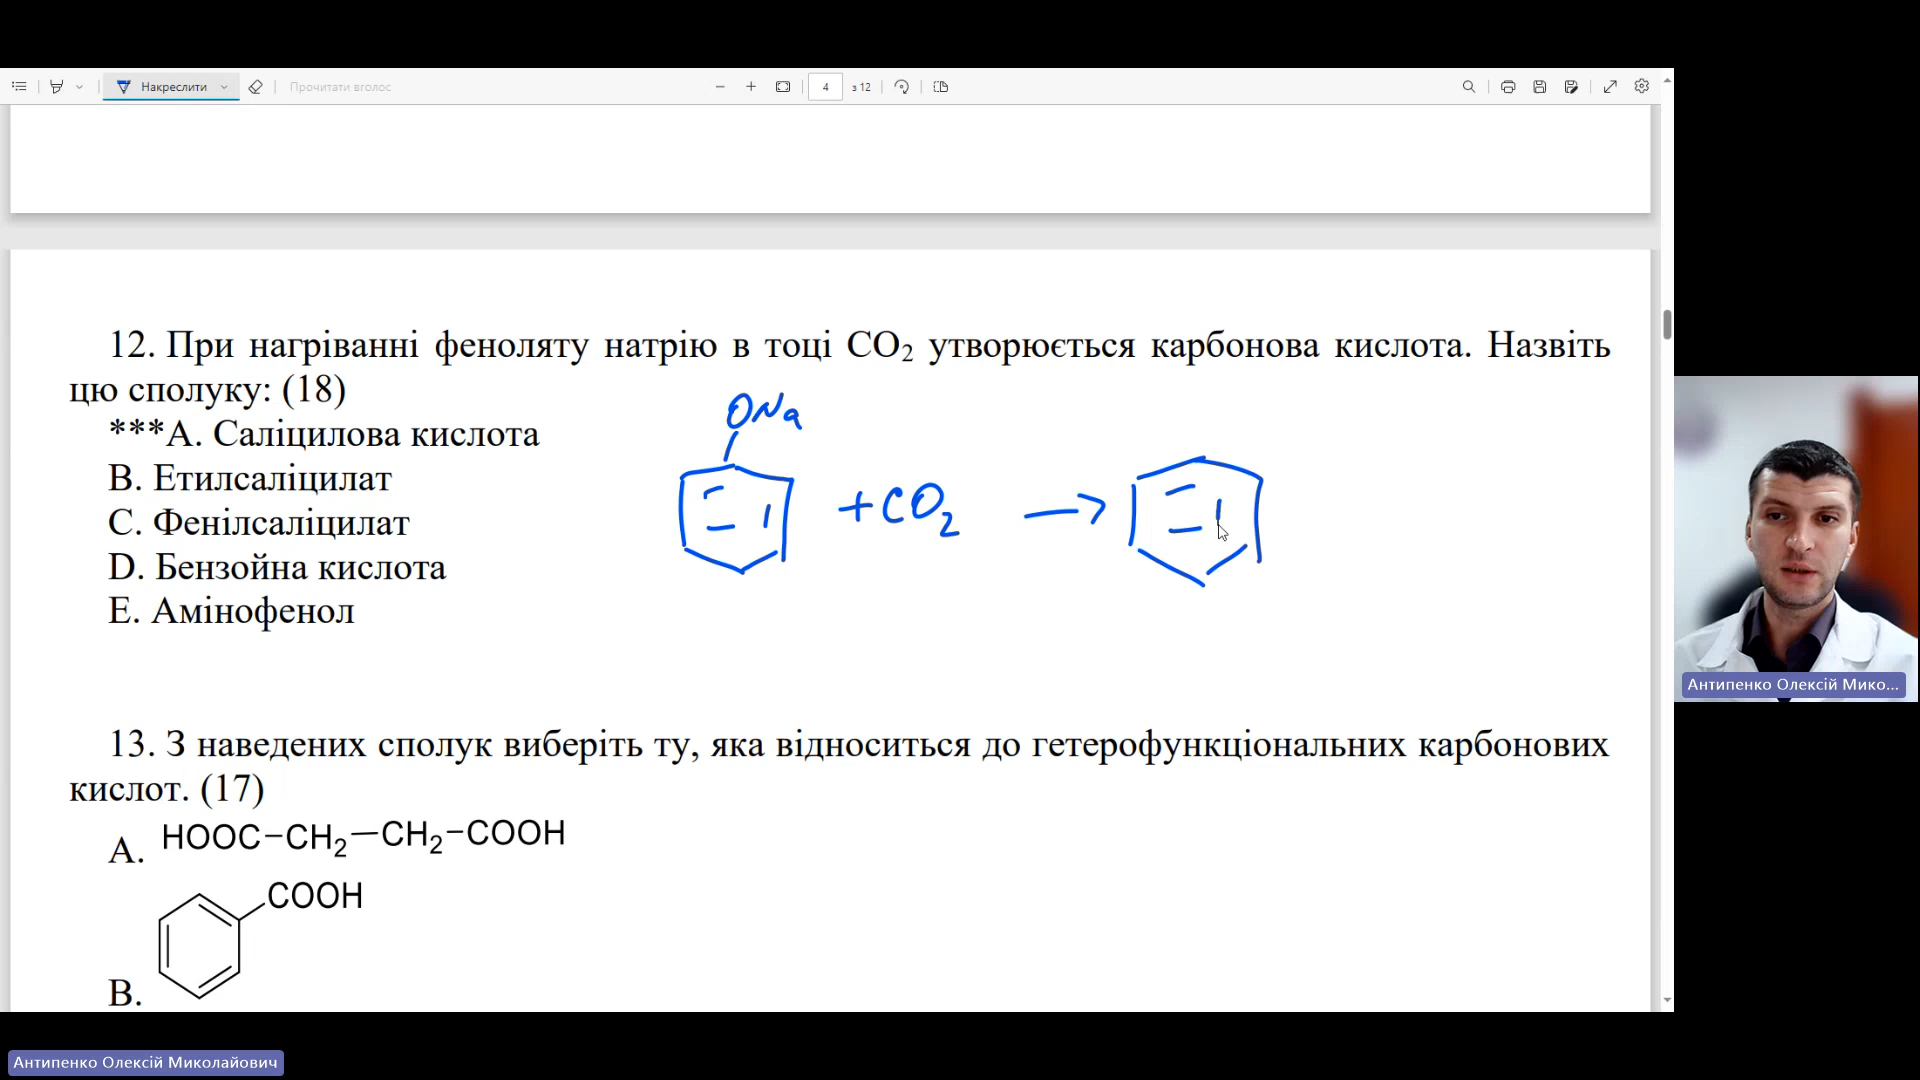 Накреслити
Прочитати вголос
4 з 12
12. При нагріванні феноляту натрію в тоці CO₂ утворюється карбонова кислота. Назвіть
цю сполуку: (18)
***А. Саліцилова кислота
В. Етилсаліцилат
С. Фенілсаліцилат
D. Бензойна кислота
Е. Амінофенол
ONa
+CO₂ →
13. З наведених сполук виберіть ту, яка відноситься до гетерофункціональних карбонових
кислот. (17)
А. HOOC–CH₂—CH₂–COOH
COOH
В.
Антипенко Олексій Мико...
Антипенко Олексій Миколайович